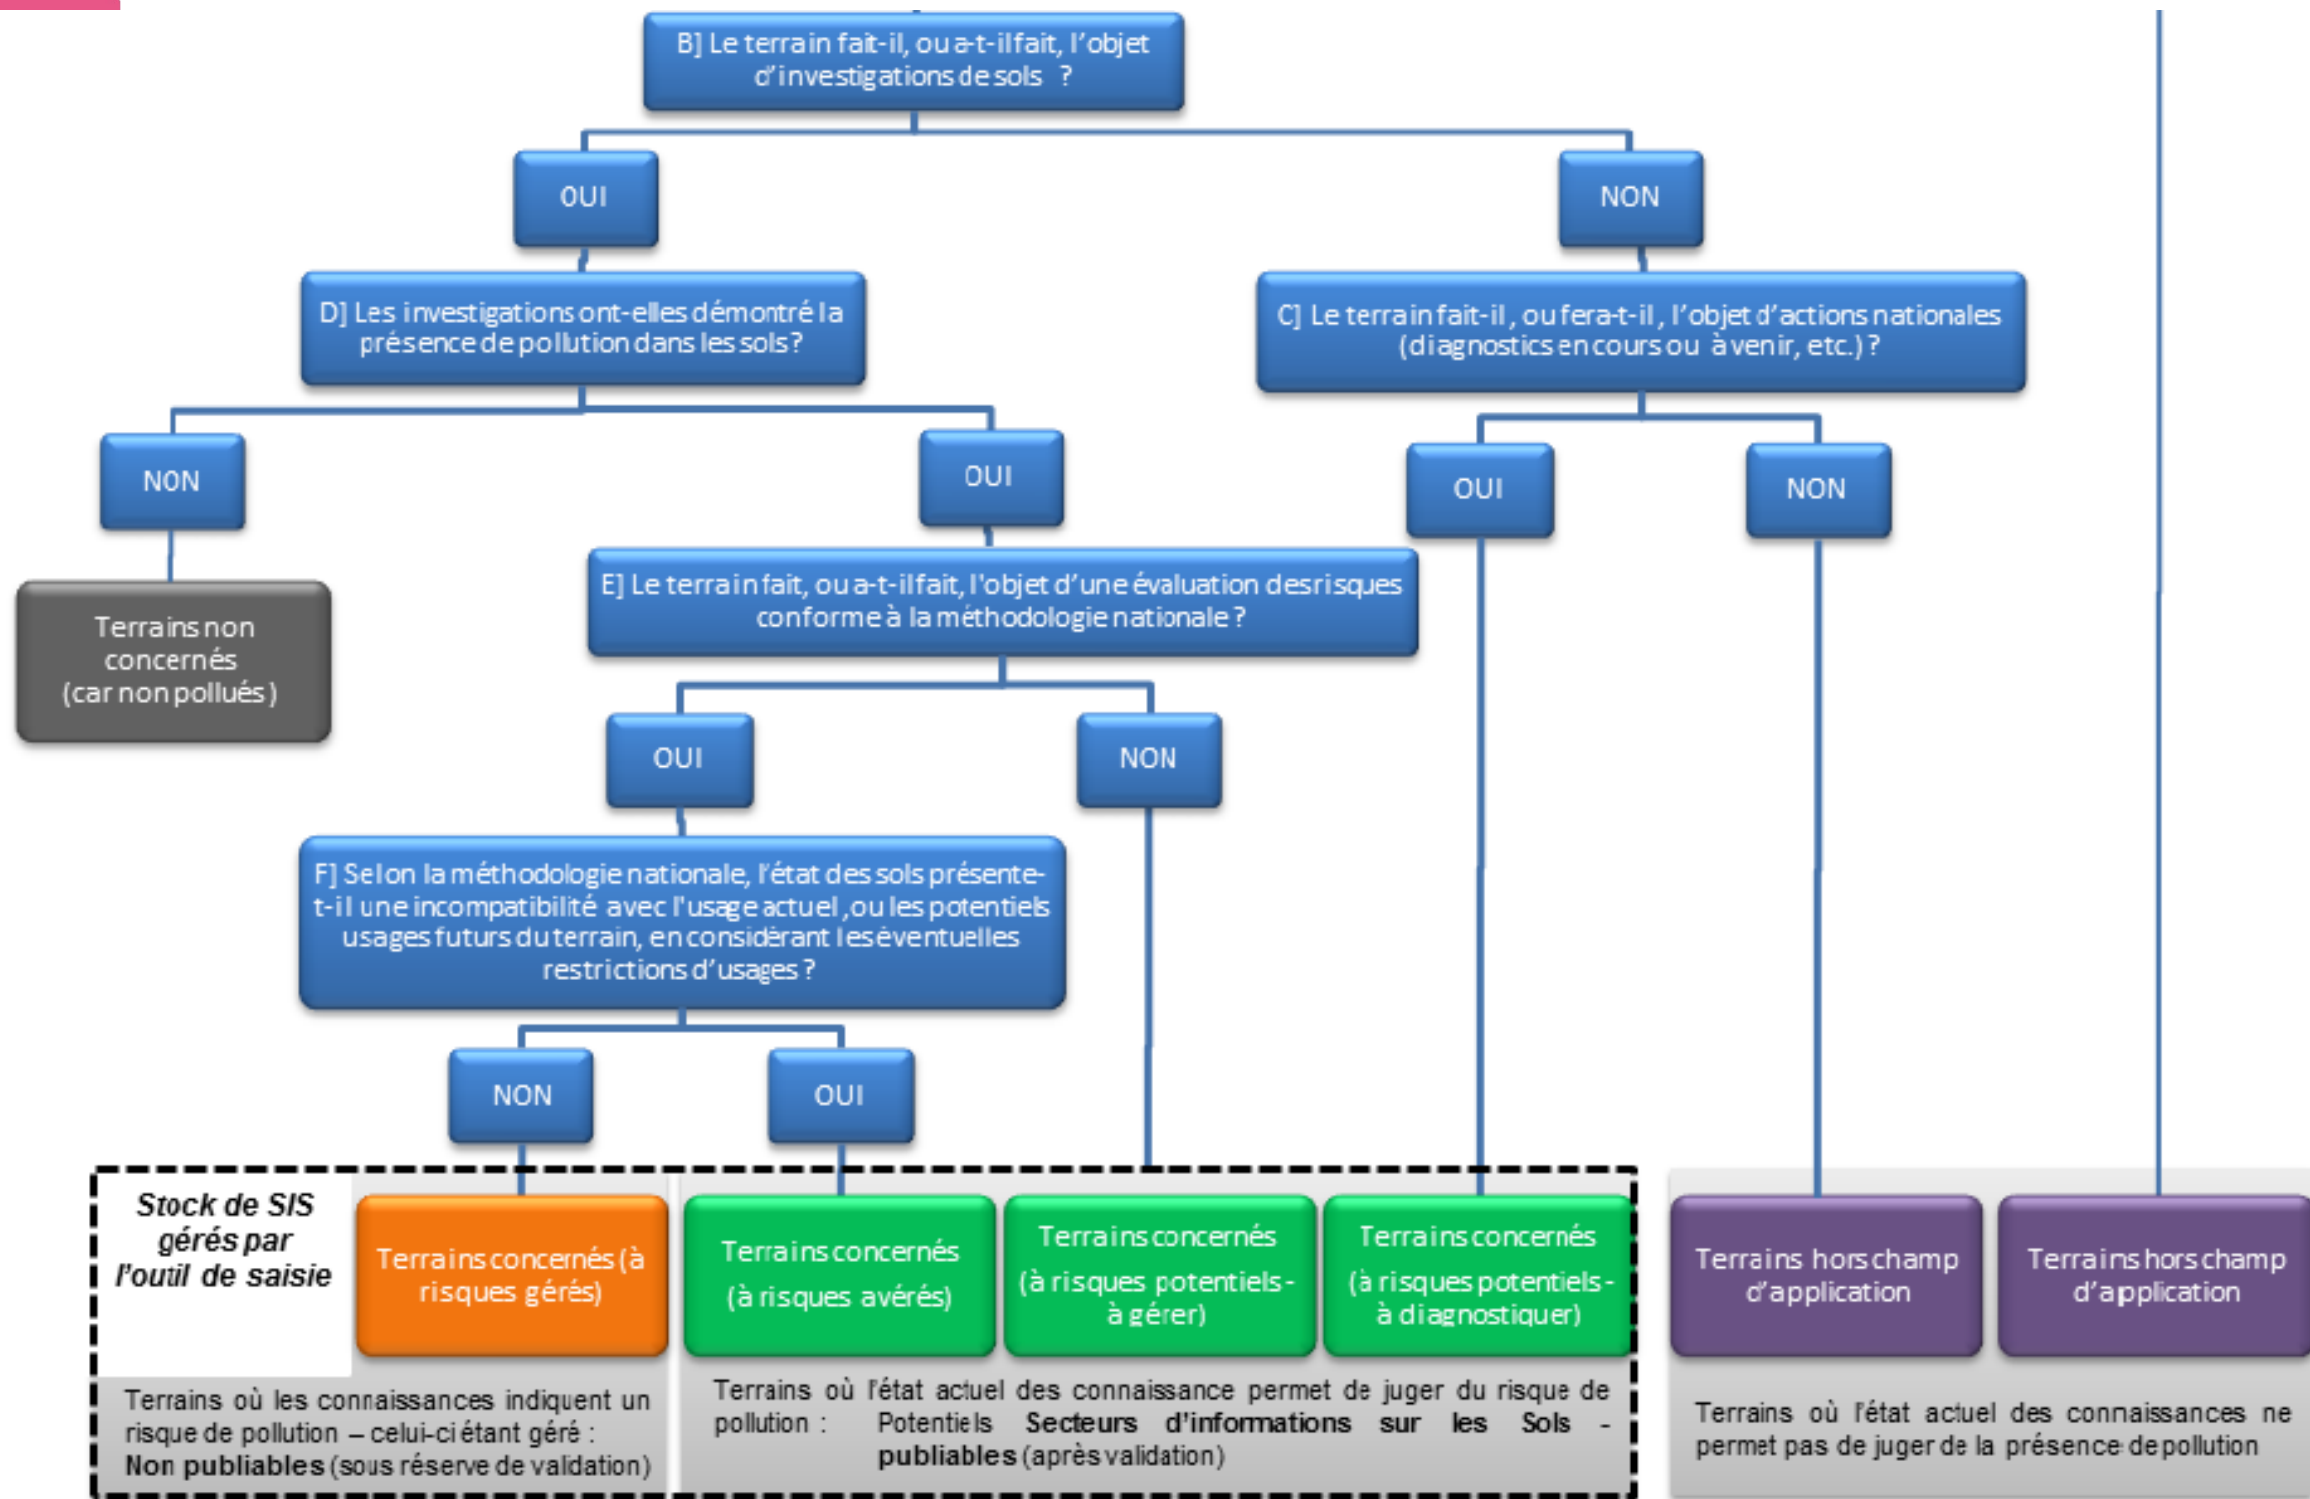 B] Le terrain fait-il, ou a-t-il fait, l'objet
d'investigations de sols ?
OUI
NON
D] Les investigations ont-elles démontré la
présence de pollution dans les sols ?
C] Le terrain fait-il, ou fera-t-il, l'objet d'actions nationales
(diagnostics en cours ou à venir, etc.) ?
NON
OUI
OUI
NON
Terrains non
concernés
(car non pollués)
E] Le terrain fait, ou a-t-il fait, l'objet d'une évaluation des risques
conforme à la méthodologie nationale ?
OUI
NON
F] Selon la méthodologie nationale, l'état des sols présente-
t-il une incompatibilité avec l'usage actuel ,ou les potentiels
usages futurs du terrain, en considérant les éventuelles
restrictions d'usages ?
NON
OUI
Stock de SIS
gérés par
l'outil de saisie
Terrains concernés (à
risques gérés)
Terrains concernés
(à risques avérés)
Terrains concernés
(à risques potentiels -
à gérer)
Terrains concernés
(à risques potentiels -
à diagnostiquer)
Terrains hors champ
d'application
Terrains hors champ
d'application
Terrains où les connaissances indiquent un
risque de pollution – celui-ci étant géré :
Non publiables (sous réserve de validation)
Terrains où l'état actuel des connaissance permet de juger du risque de
pollution : Potentiels Secteurs d'informations sur les Sols -
publiables (après validation)
Terrains où l'état actuel des connaissances ne
permet pas de juger de la présence de pollution